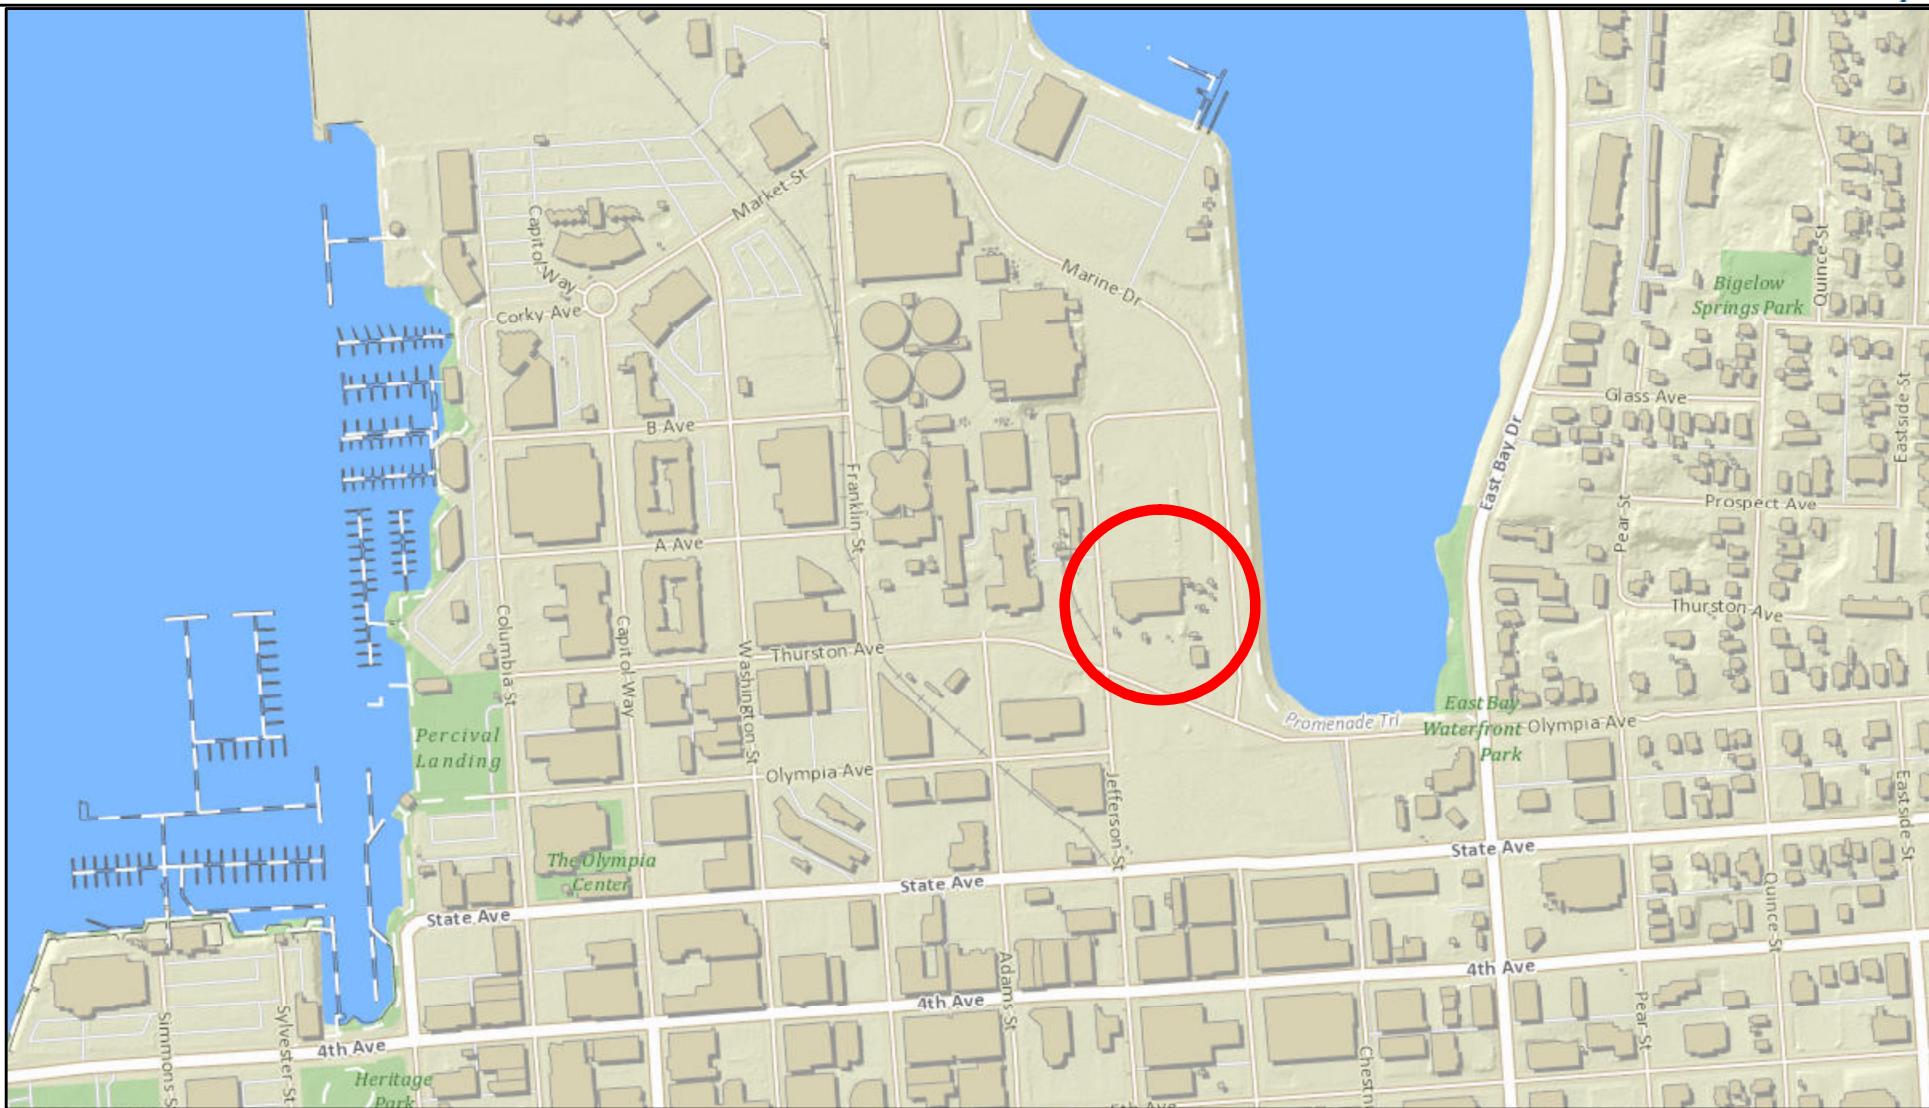 Market St
Capitol Way
Corky Ave
Marine Dr
Bigelow
Springs Park
Quince St
Glass Ave
Eastside St
B Ave
East Bay Dr
Franklin St
Prospect Ave
Pear St
A Ave
Thurston Ave
Columbia St
Capitol Way
Washington St
Thurston Ave
Percival
Landing
East Bay
Waterfront
Park
Promenade Trl
Olympia Ave
Olympia Ave
Jefferson St
Eastside St
The Olympia
Center
State Ave
State Ave
State Ave
Quince St
4th Ave
4th Ave
Adams St
Pear St
Simmons S
Sylvester St
4th Ave
Chestn
Heritage
Park